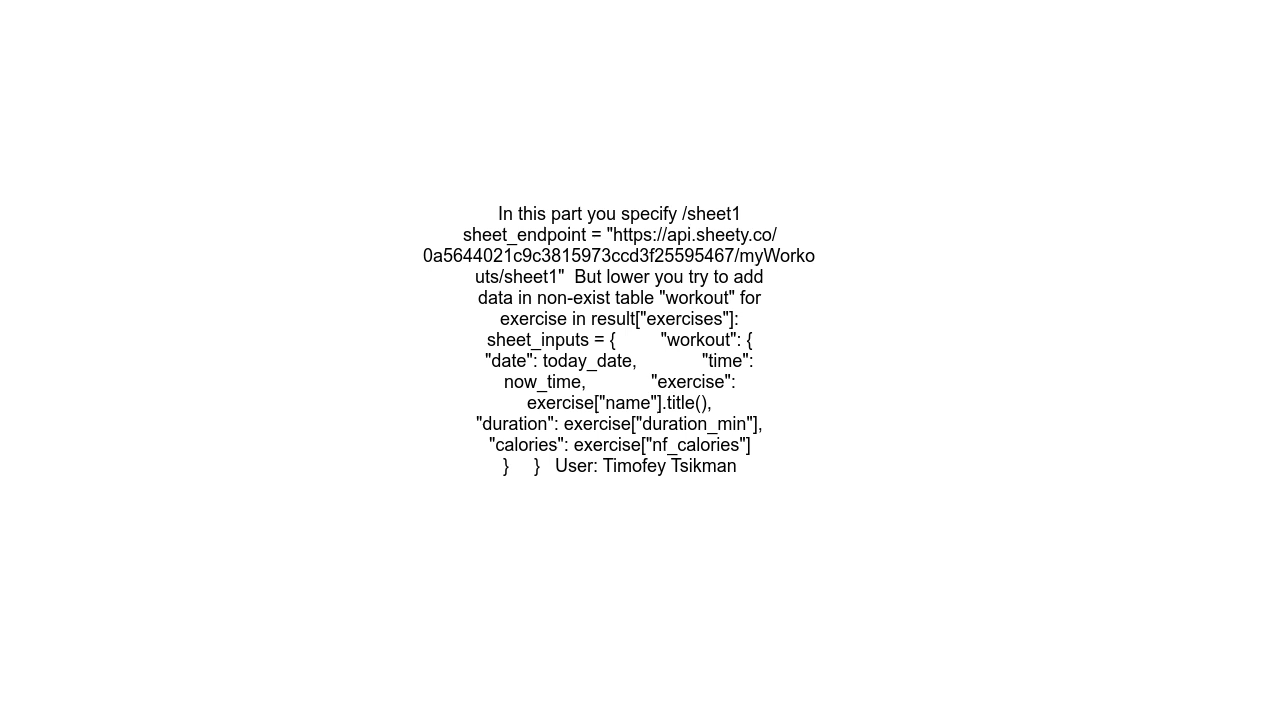 In this part you specify /sheet1
sheet_endpoint = "https://api.sheety.co/
0a5644021c9c3815973ccd3f25595467/myWorko
uts/sheet1"  But lower you try to add
data in non-exist table "workout" for
exercise in result["exercises"]:
sheet_inputs = {         "workout": {
"date": today_date,             "time":
now_time,             "exercise":
exercise["name"].title(),
"duration": exercise["duration_min"],
"calories": exercise["nf_calories"]
}     }   User: Timofey Tsikman